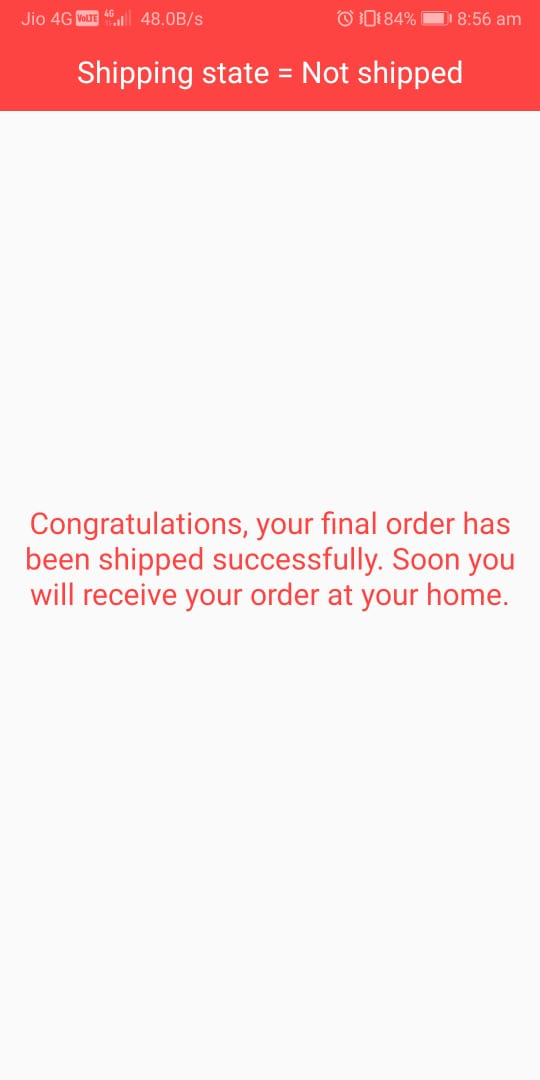 Jio 4G VoLTE 4G 48.0B/s 84% 8:56 am
Shipping state = Not shipped
Congratulations, your final order has
been shipped successfully. Soon you
will receive your order at your home.